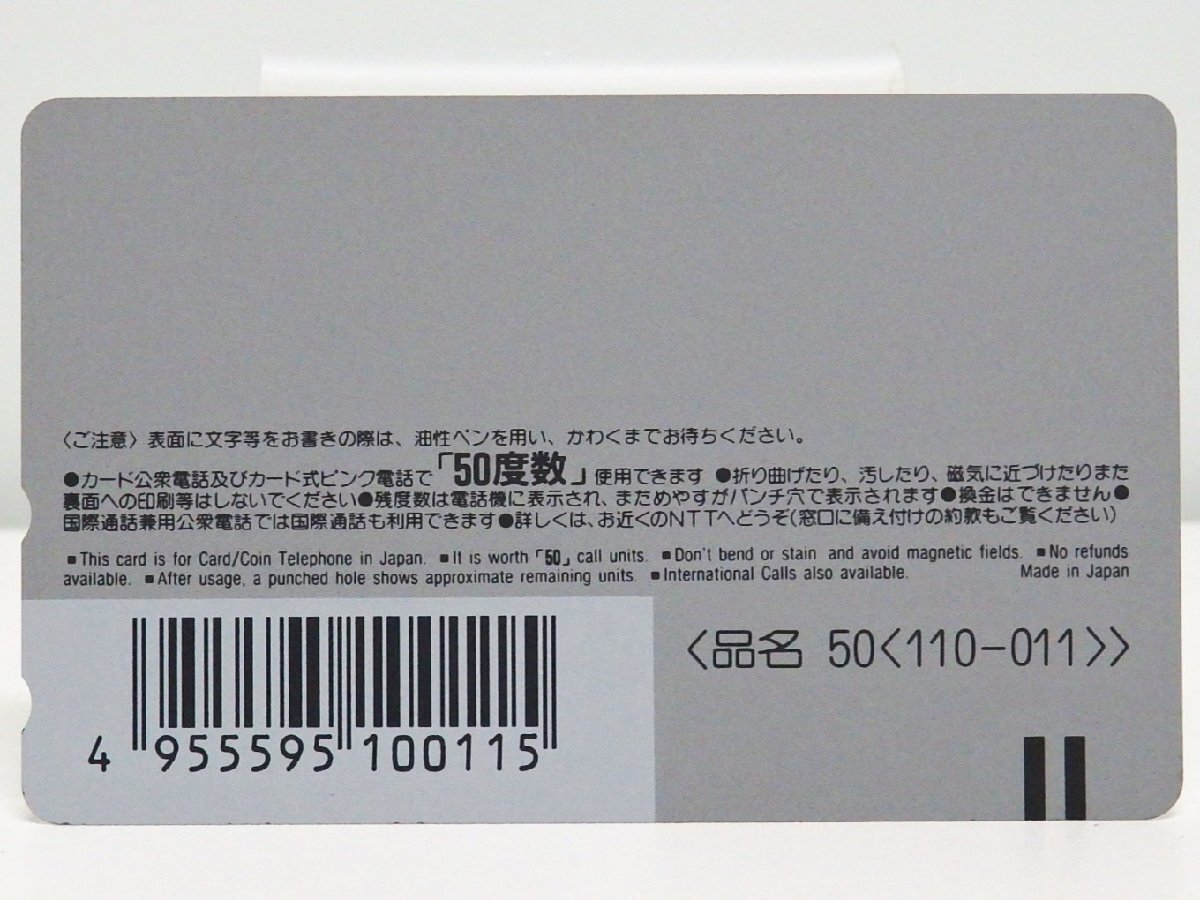 〈ご注意〉表面に文字等をお書きの際は、油性ペンを用い、かわくまでお待ちください。
●カード公衆電話及びカード式ピンク電話で「50度数」使用できます ●折り曲げたり、汚したり、磁気に近づけたりまた
裏面への印刷等はしないでください●残度数は電話機に表示され、まためやすがパンチ穴で表示されます●換金はできません●
国際通話兼用公衆電話では国際通話も利用できます●詳しくは、お近くのNTTへどうぞ(窓口に備え付けの約款もご覧ください)
■This card is for Card/Coin Telephone in Japan. ■It is worth「50」call units. ■Don't bend or stain and avoid magnetic fields. ■No refunds
available. ■After usage, a punched hole shows approximate remaining units. ■International Calls also available. Made in Japan
〈品名 50〈110-011〉〉
4 955595 100115